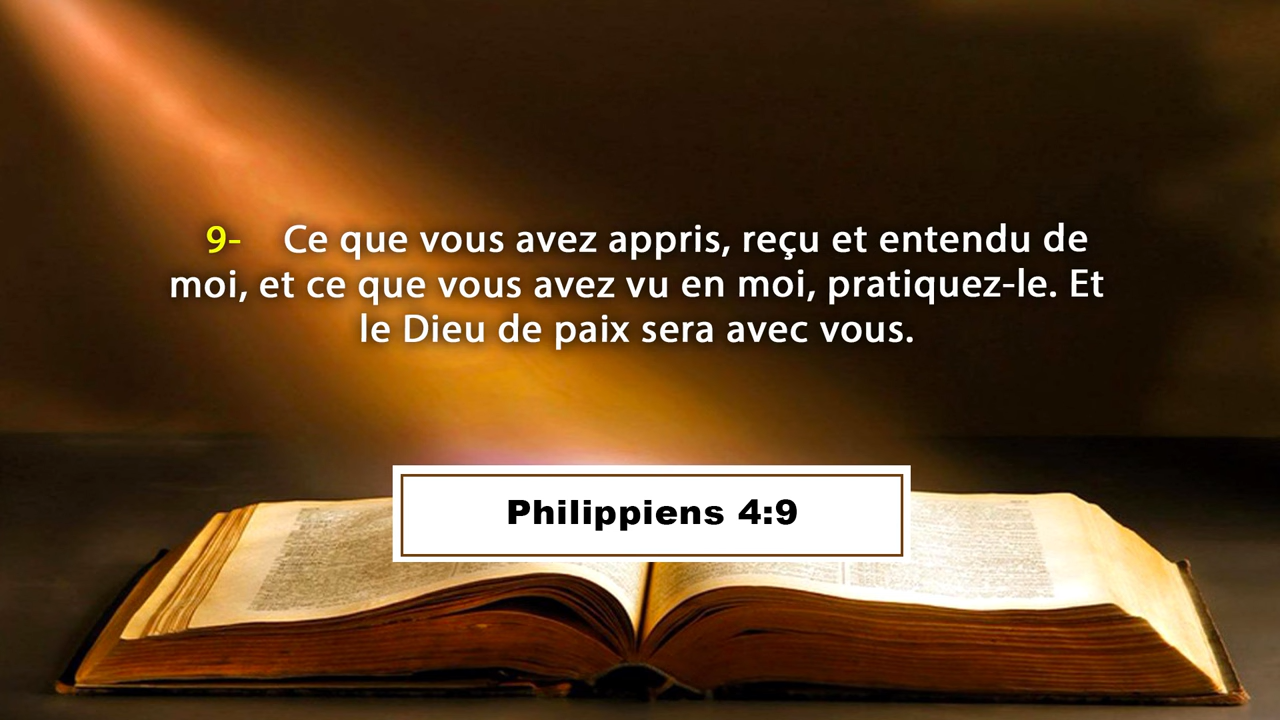 9- Ce que vous avez appris, reçu et entendu de
moi, et ce que vous avez vu en moi, pratiquez-le. Et
le Dieu de paix sera avec vous.
Philippiens 4:9